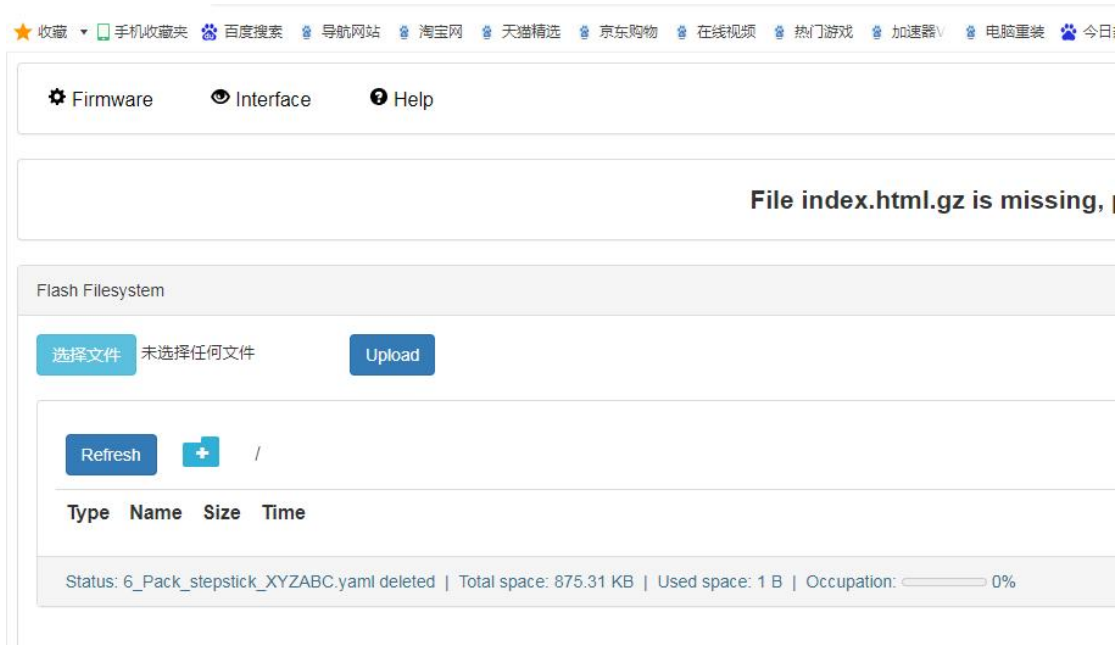 收藏 手机收藏夹 百度搜索 导航网站 淘宝网 天猫精选 京东购物 在线视频 热门游戏 加速器 电脑重装 今日
Firmware Interface Help
File index.html.gz is missing,
Flash Filesystem
选择文件 未选择任何文件 Upload
Refresh /
Type Name Size Time
Status: 6_Pack_stepstick_XYZABC.yaml deleted | Total space: 875.31 KB | Used space: 1 B | Occupation: 0%